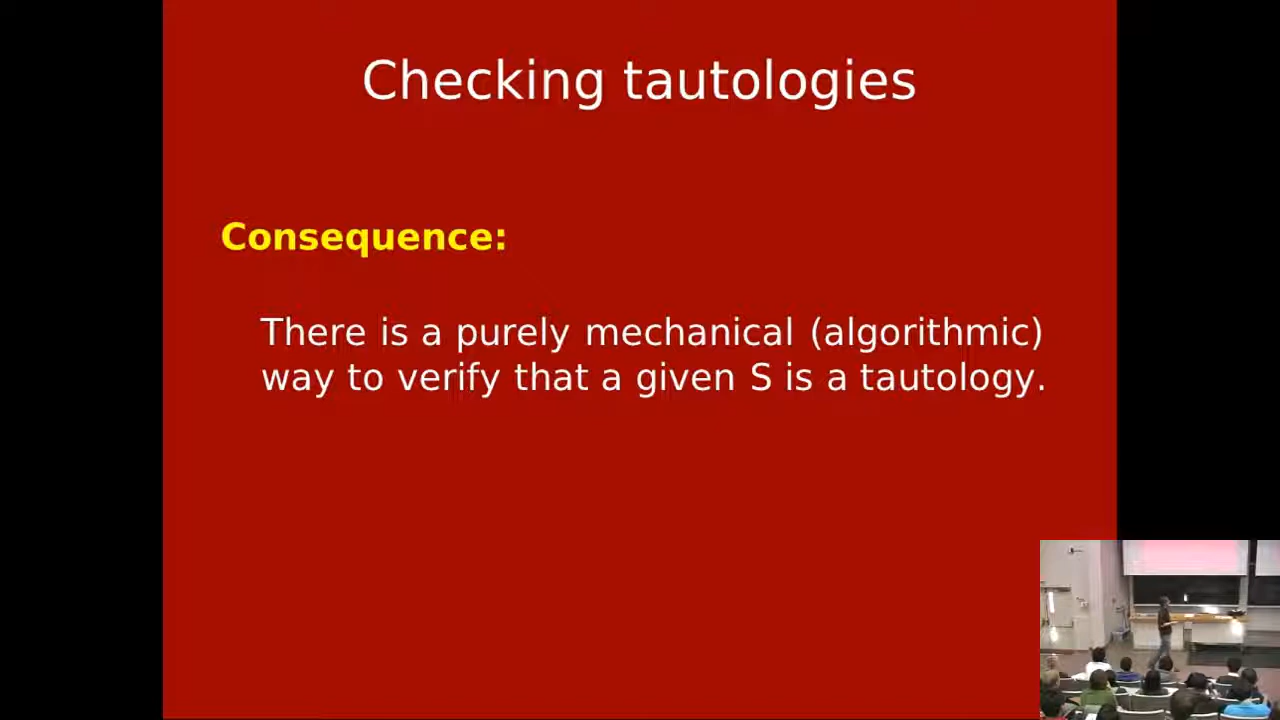 Checking tautologies
Consequence:
There is a purely mechanical (algorithmic)
way to verify that a given S is a tautology.